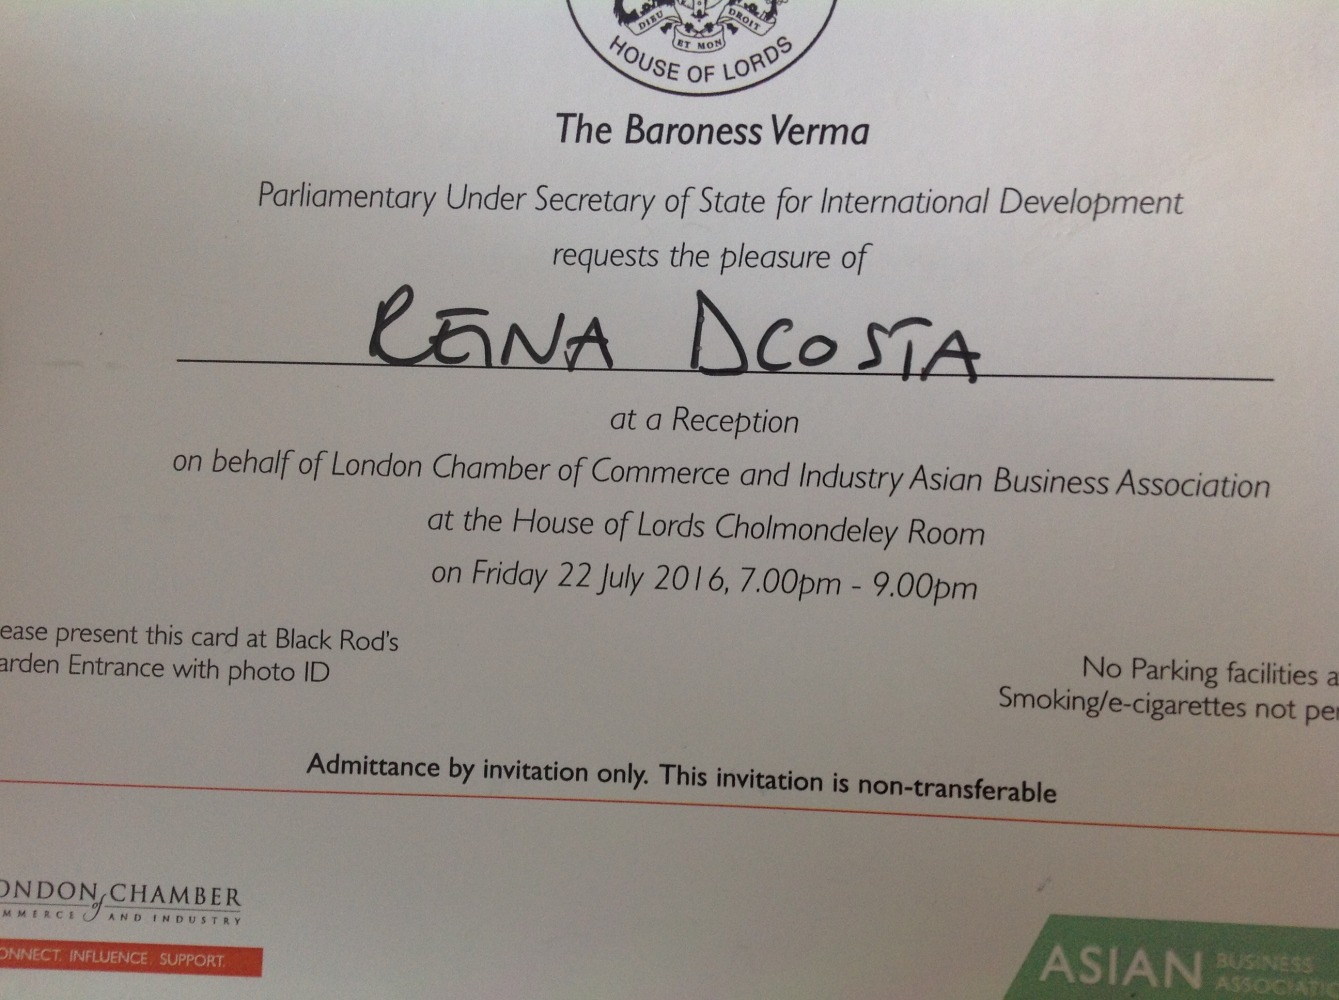 DIEU DROIT
ET MON
HOUSE OF LORDS
The Baroness Verma
Parliamentary Under Secretary of State for International Development
requests the pleasure of
REINA DCOSTA
at a Reception
on behalf of London Chamber of Commerce and Industry Asian Business Association
at the House of Lords Cholmondeley Room
on Friday 22 July 2016, 7.00pm - 9.00pm
ease present this card at Black Rod's
arden Entrance with photo ID
No Parking facilities a
Smoking/e-cigarettes not pe
Admittance by invitation only. This invitation is non-transferable
ONDON of CHAMBER
MMERCE AND INDUSTRY
ONNECT. INFLUENCE. SUPPORT.
ASIAN BUSINESS
ASSOCIATI